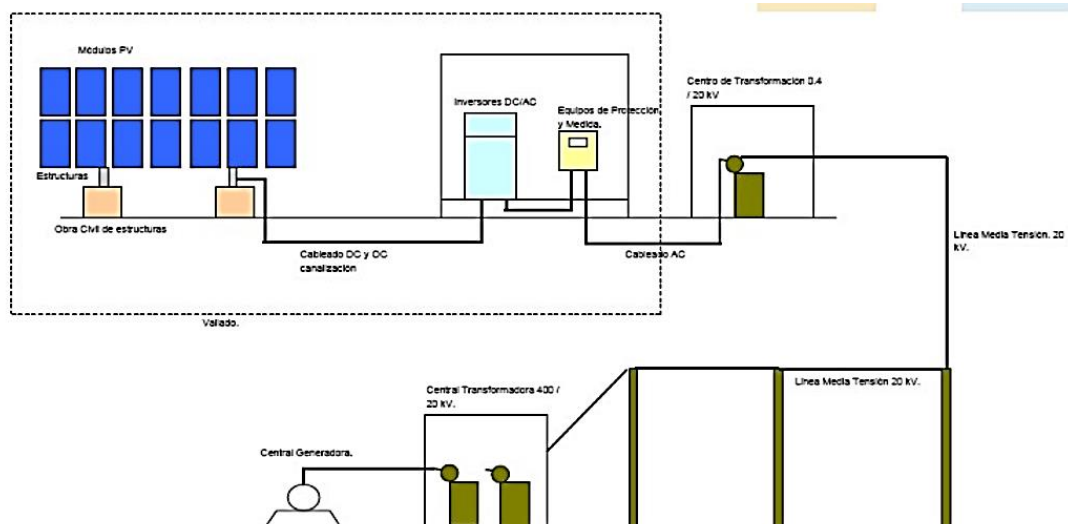 Módulos PV
Inversores DC/AC
Equipos de Protección
y Medida.
Centro de Transformación 0.4
/ 20 kV
Estructuras
Obra Civil de estructuras
Cableado DC y OC
canalización
Cableado AC
Línea Media Tensión. 20
kV.
Vallado.
Central Transformadora 400 /
20 kV.
Línea Media Tensión 20 kV.
Central Generadora.